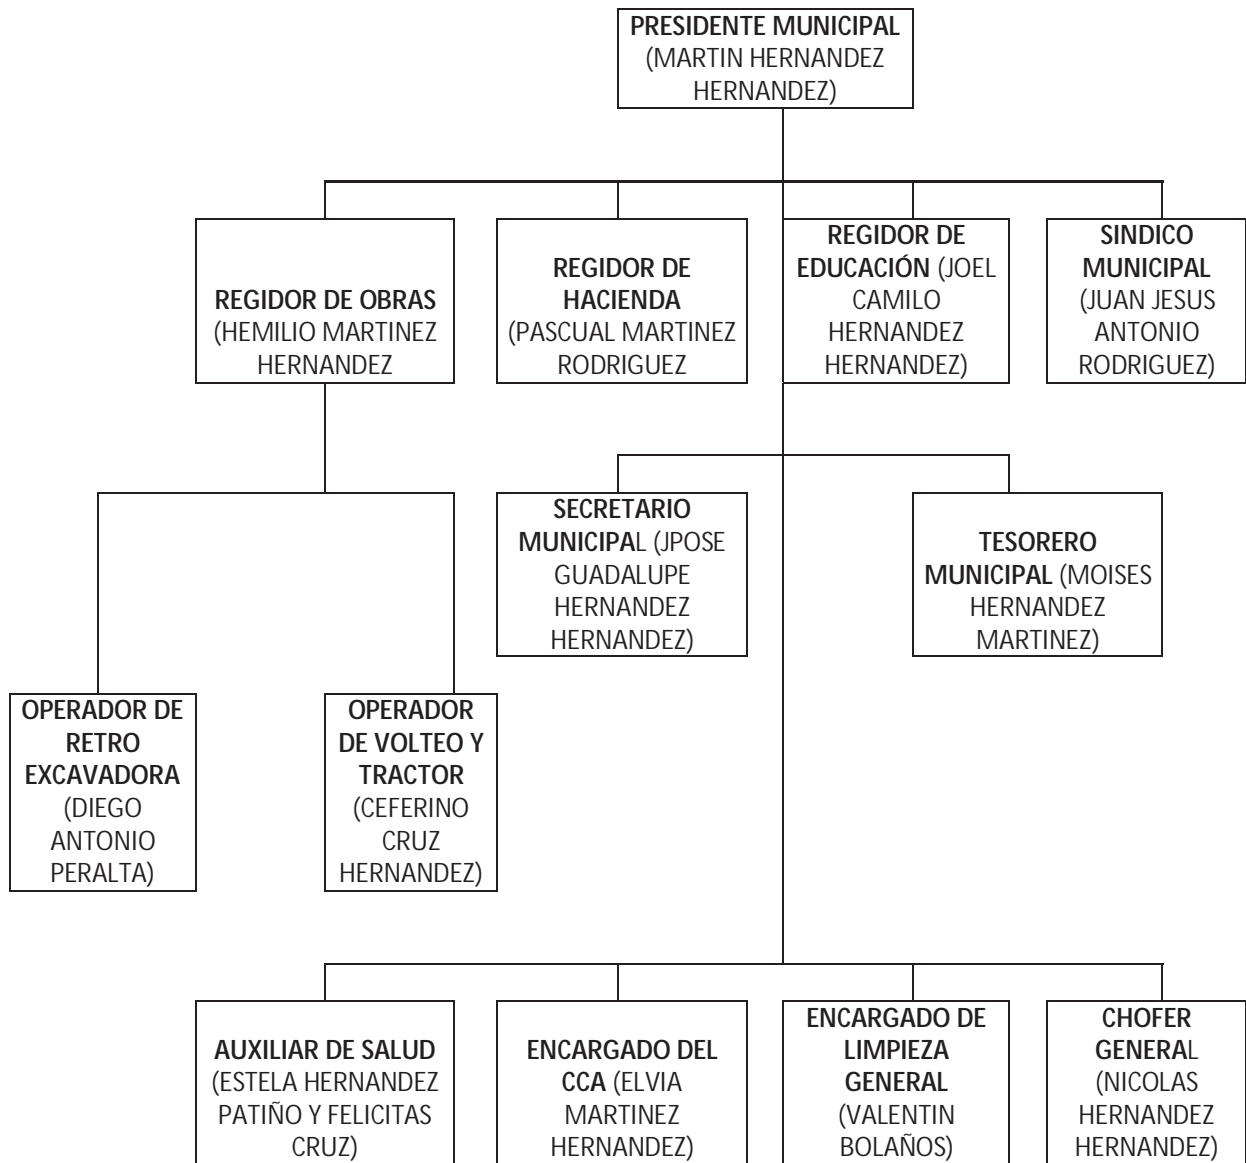 PRESIDENTE MUNICIPAL
(MARTIN HERNANDEZ
HERNANDEZ)
REGIDOR DE OBRAS
(HEMILIO MARTINEZ
HERNANDEZ
REGIDOR DE
HACIENDA
(PASCUAL MARTINEZ
RODRIGUEZ
REGIDOR DE
EDUCACIÓN (JOEL
CAMILO
HERNANDEZ
HERNANDEZ)
SINDICO
MUNICIPAL
(JUAN JESUS
ANTONIO
RODRIGUEZ)
SECRETARIO
MUNICIPAL (JPOSE
GUADALUPE
HERNANDEZ
HERNANDEZ)
TESORERO
MUNICIPAL (MOISES
HERNANDEZ
MARTINEZ)
OPERADOR DE
RETRO
EXCAVADORA
(DIEGO
ANTONIO
PERALTA)
OPERADOR
DE VOLTEO Y
TRACTOR
(CEFERINO
CRUZ
HERNANDEZ)
AUXILIAR DE SALUD
(ESTELA HERNANDEZ
PATIÑO Y FELICITAS
CRUZ)
ENCARGADO DEL
CCA (ELVIA
MARTINEZ
HERNANDEZ)
ENCARGADO DE
LIMPIEZA
GENERAL
(VALENTIN
BOLAÑOS)
CHOFER
GENERAL
(NICOLAS
HERNANDEZ
HERNANDEZ)